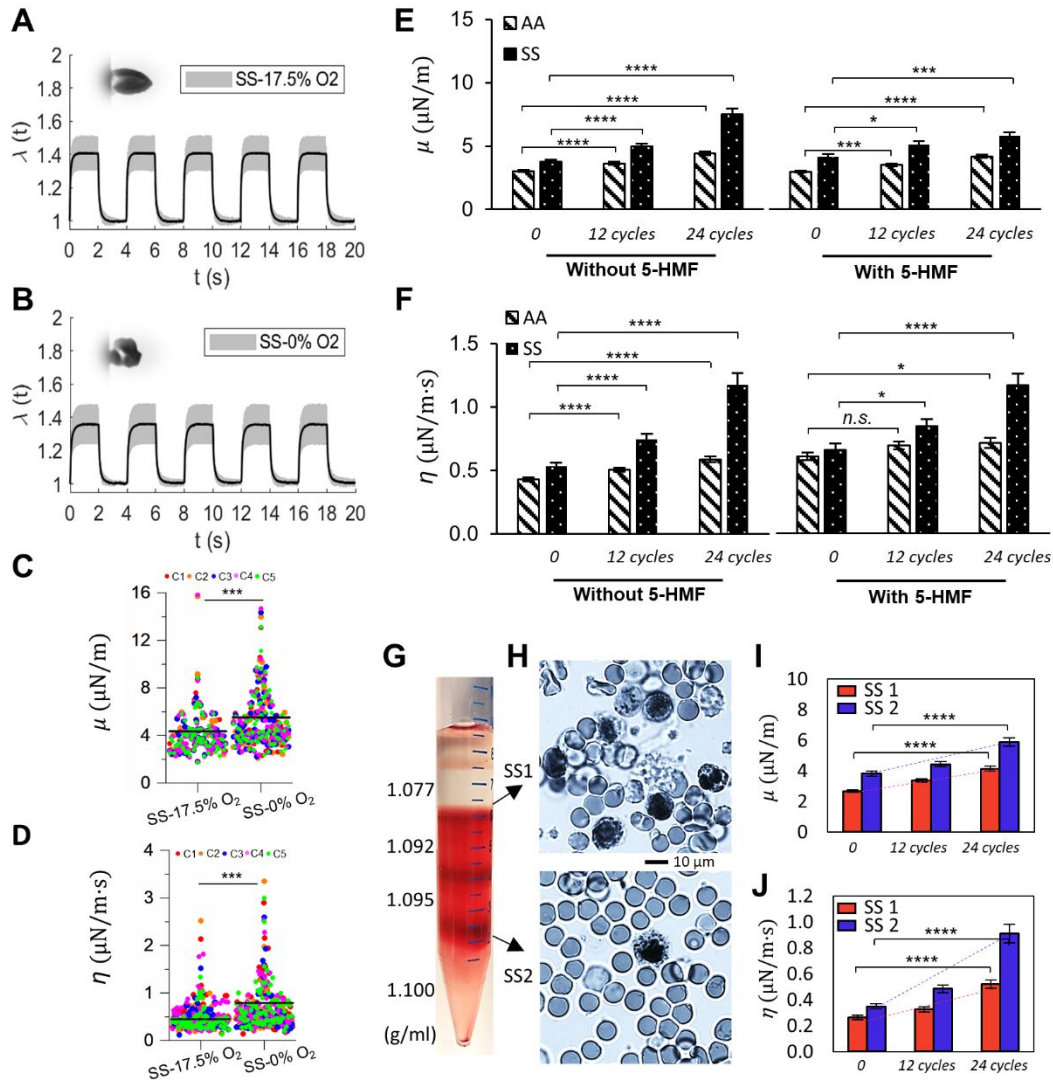 A
2
1.8
1.6
1.4
1.2
1
λ (t)
SS-17.5% O2
0 2 4 6 8 10 12 14 16 18 20
t (s)
B
2
1.8
1.6
1.4
1.2
1
λ (t)
SS-0% O2
0 2 4 6 8 10 12 14 16 18 20
t (s)
C
C1 C2 C3 C4 C5
***
16
12
8
4
0
μ (μN/m)
SS-17.5% O₂ SS-0% O₂
D
C1 C2 C3 C4 C5
***
4
3
2
1
0
η (μN/m·s)
SS-17.5% O₂ SS-0% O₂
E
AA
SS
15
10
5
0
μ (μN/m)
****
****
****
****
***
****
*
***
0 12 cycles 24 cycles 0 12 cycles 24 cycles
Without 5-HMF With 5-HMF
F
AA
SS
1.5
1.0
0.5
0.0
η (μN/m·s)
****
****
****
****
****
*
*
n.s.
0 12 cycles 24 cycles 0 12 cycles 24 cycles
Without 5-HMF With 5-HMF
G
1.077
1.092
1.095
1.100
(g/ml)
SS1
SS2
H
10 μm
I
SS 1
SS 2
10
8
6
4
2
0
μ (μN/m)
****
****
0 12 cycles 24 cycles
J
SS 1
SS 2
1.2
1.0
0.8
0.6
0.4
0.2
0.0
η (μN/m·s)
****
****
0 12 cycles 24 cycles